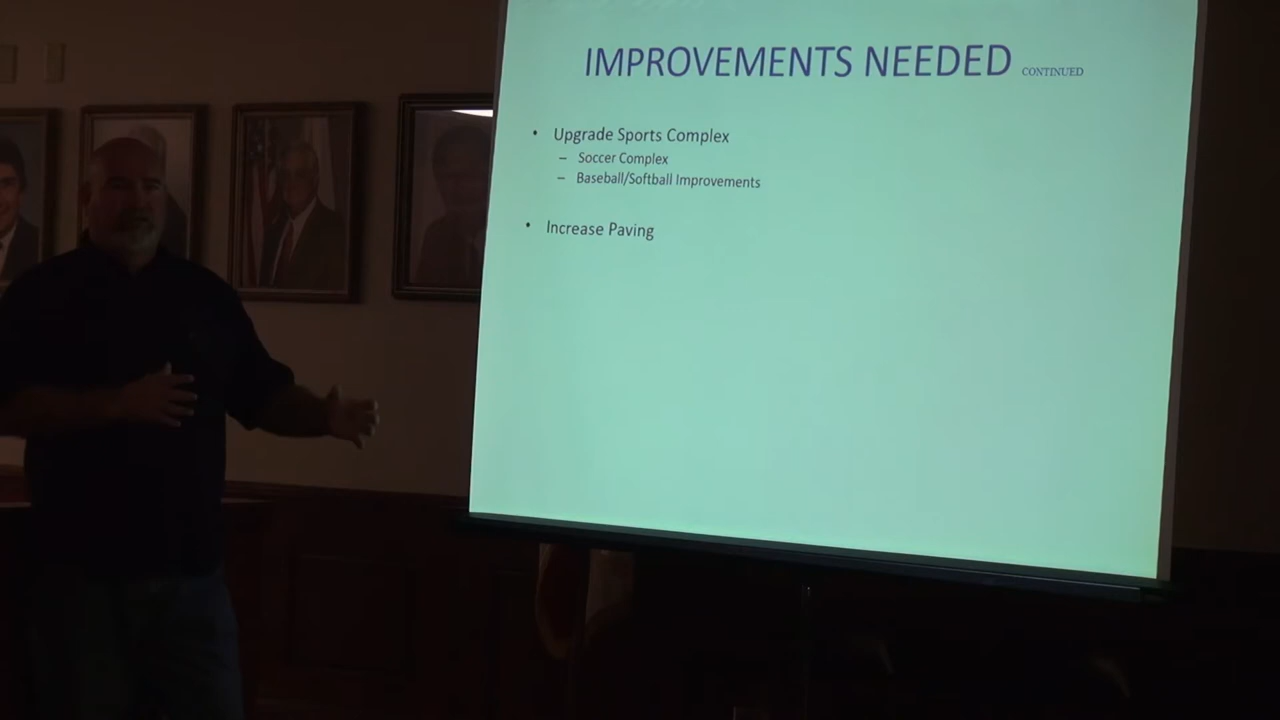 IMPROVEMENTS NEEDED CONTINUED
• Upgrade Sports Complex
– Soccer Complex
– Baseball/Softball Improvements
• Increase Paving